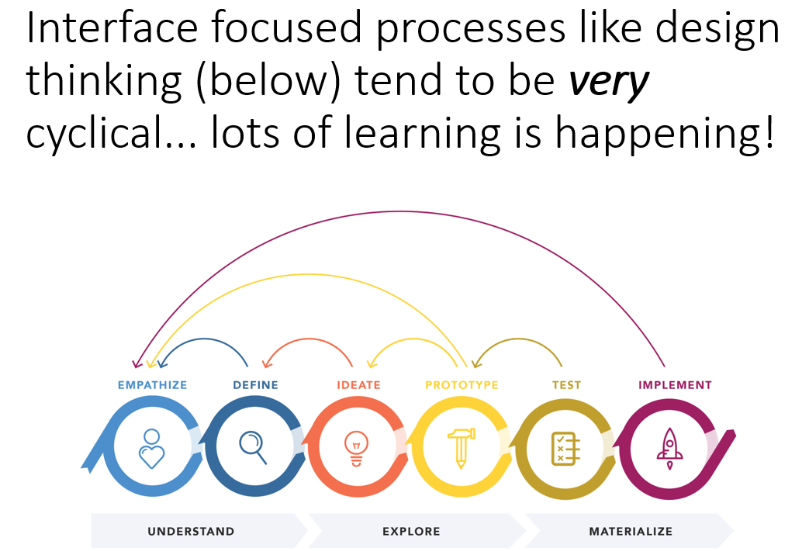 Interface focused processes like design
thinking (below) tend to be very
cyclical... lots of learning is happening!
EMPATHIZE DEFINE IDEATE PROTOTYPE TEST IMPLEMENT
UNDERSTAND EXPLORE MATERIALIZE